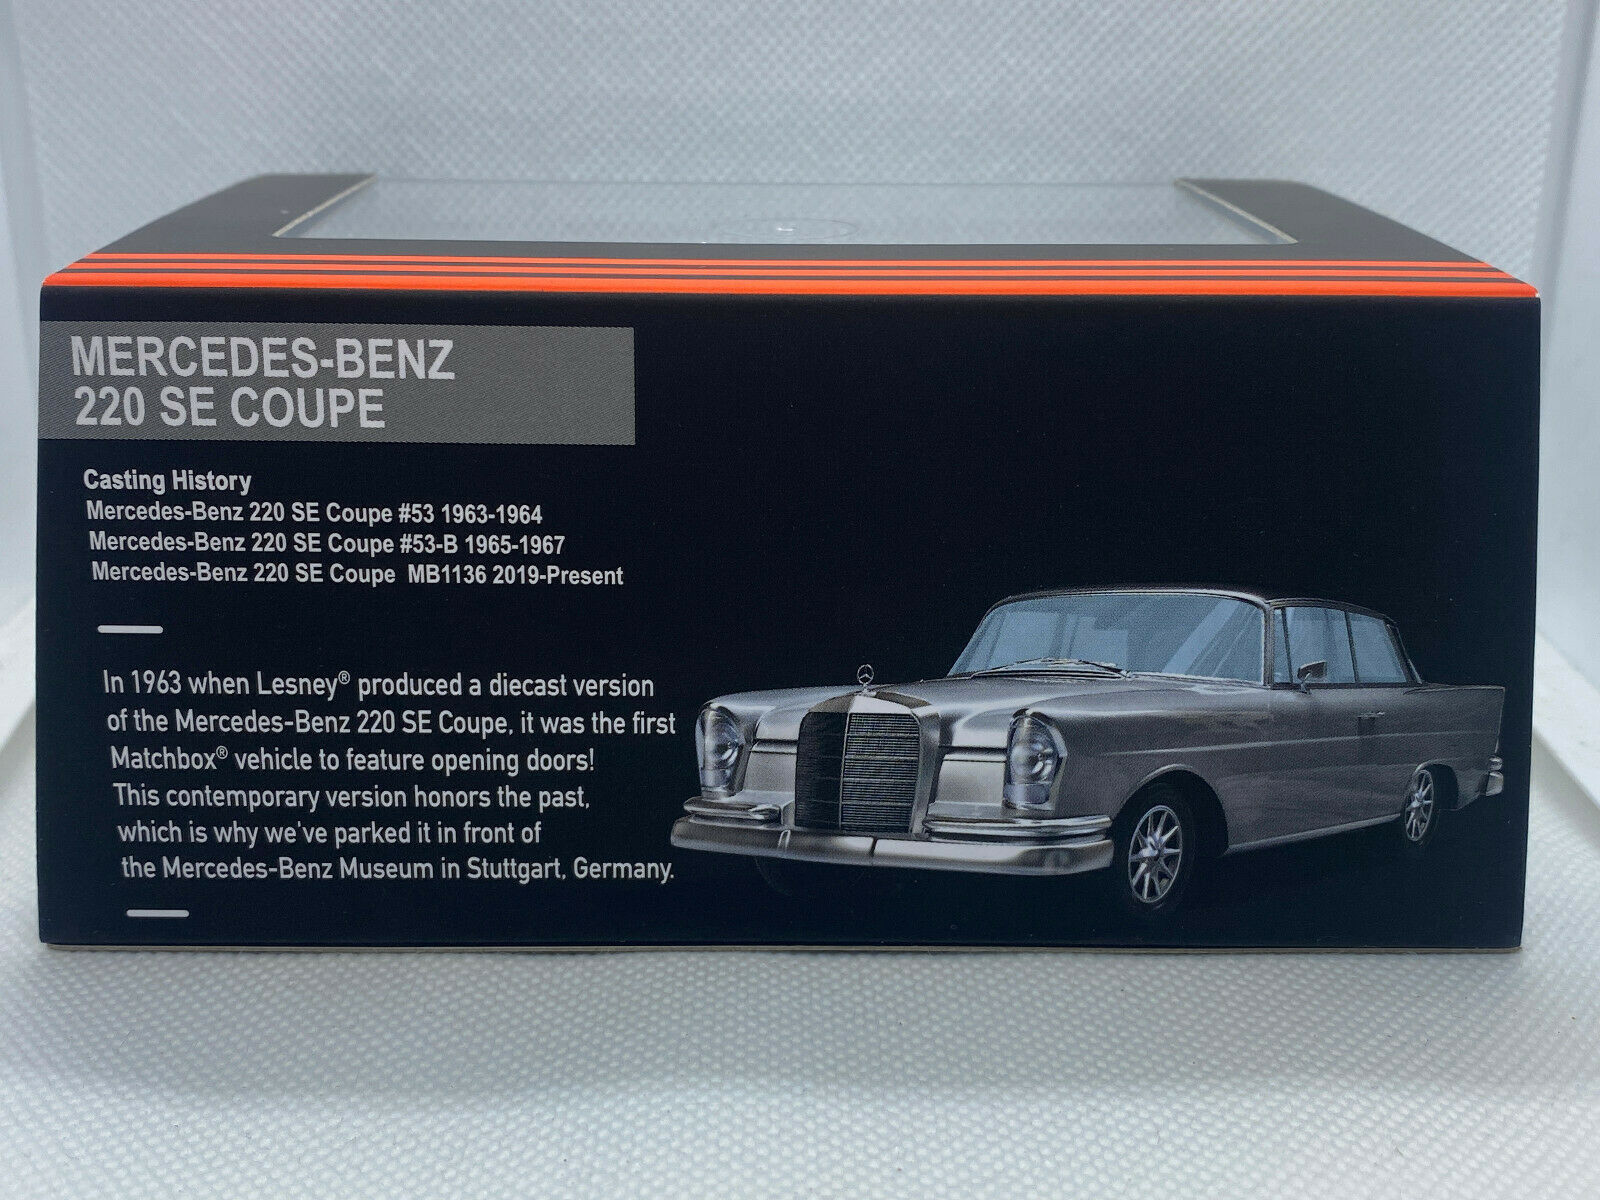 MERCEDES-BENZ
220 SE COUPE
Casting History
Mercedes-Benz 220 SE Coupe #53 1963-1964
Mercedes-Benz 220 SE Coupe #53-B 1965-1967
Mercedes-Benz 220 SE Coupe MB1136 2019-Present
In 1963 when Lesney® produced a diecast version
of the Mercedes-Benz 220 SE Coupe, it was the first
Matchbox® vehicle to feature opening doors!
This contemporary version honors the past,
which is why we've parked it in front of
the Mercedes-Benz Museum in Stuttgart, Germany.